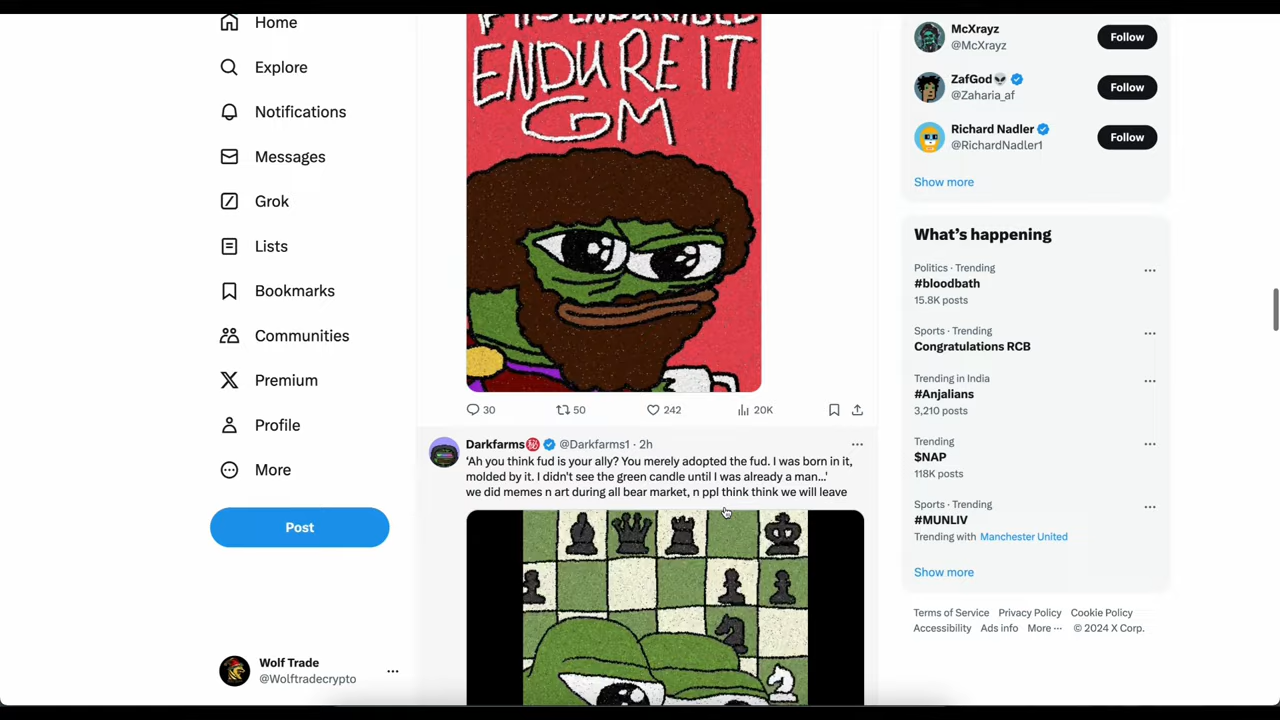 Home
Explore
Notifications
Messages
Grok
Lists
Bookmarks
Communities
Premium
Profile
More
Post
Wolf Trade
@Wolftradecrypto
ENDURE IT
GM
30
50
242
20K
Darkfarms @Darkfarms1 · 2h
'Ah you think fud is your ally? You merely adopted the fud. I was born in it,
molded by it. I didn't see the green candle until I was already a man...'
we did memes n art during all bear market, n ppl think think we will leave
McXrayz
@McXrayz
Follow
ZafGod
@Zaharia_af
Follow
Richard Nadler
@RichardNadler1
Follow
Show more
What's happening
Politics · Trending
#bloodbath
15.8K posts
Sports · Trending
Congratulations RCB
Trending in India
#Anjalians
3,210 posts
Trending
$NAP
118K posts
Sports · Trending
#MUNLIV
Trending with Manchester United
Show more
Terms of Service Privacy Policy Cookie Policy
Accessibility Ads info More ··· © 2024 X Corp.